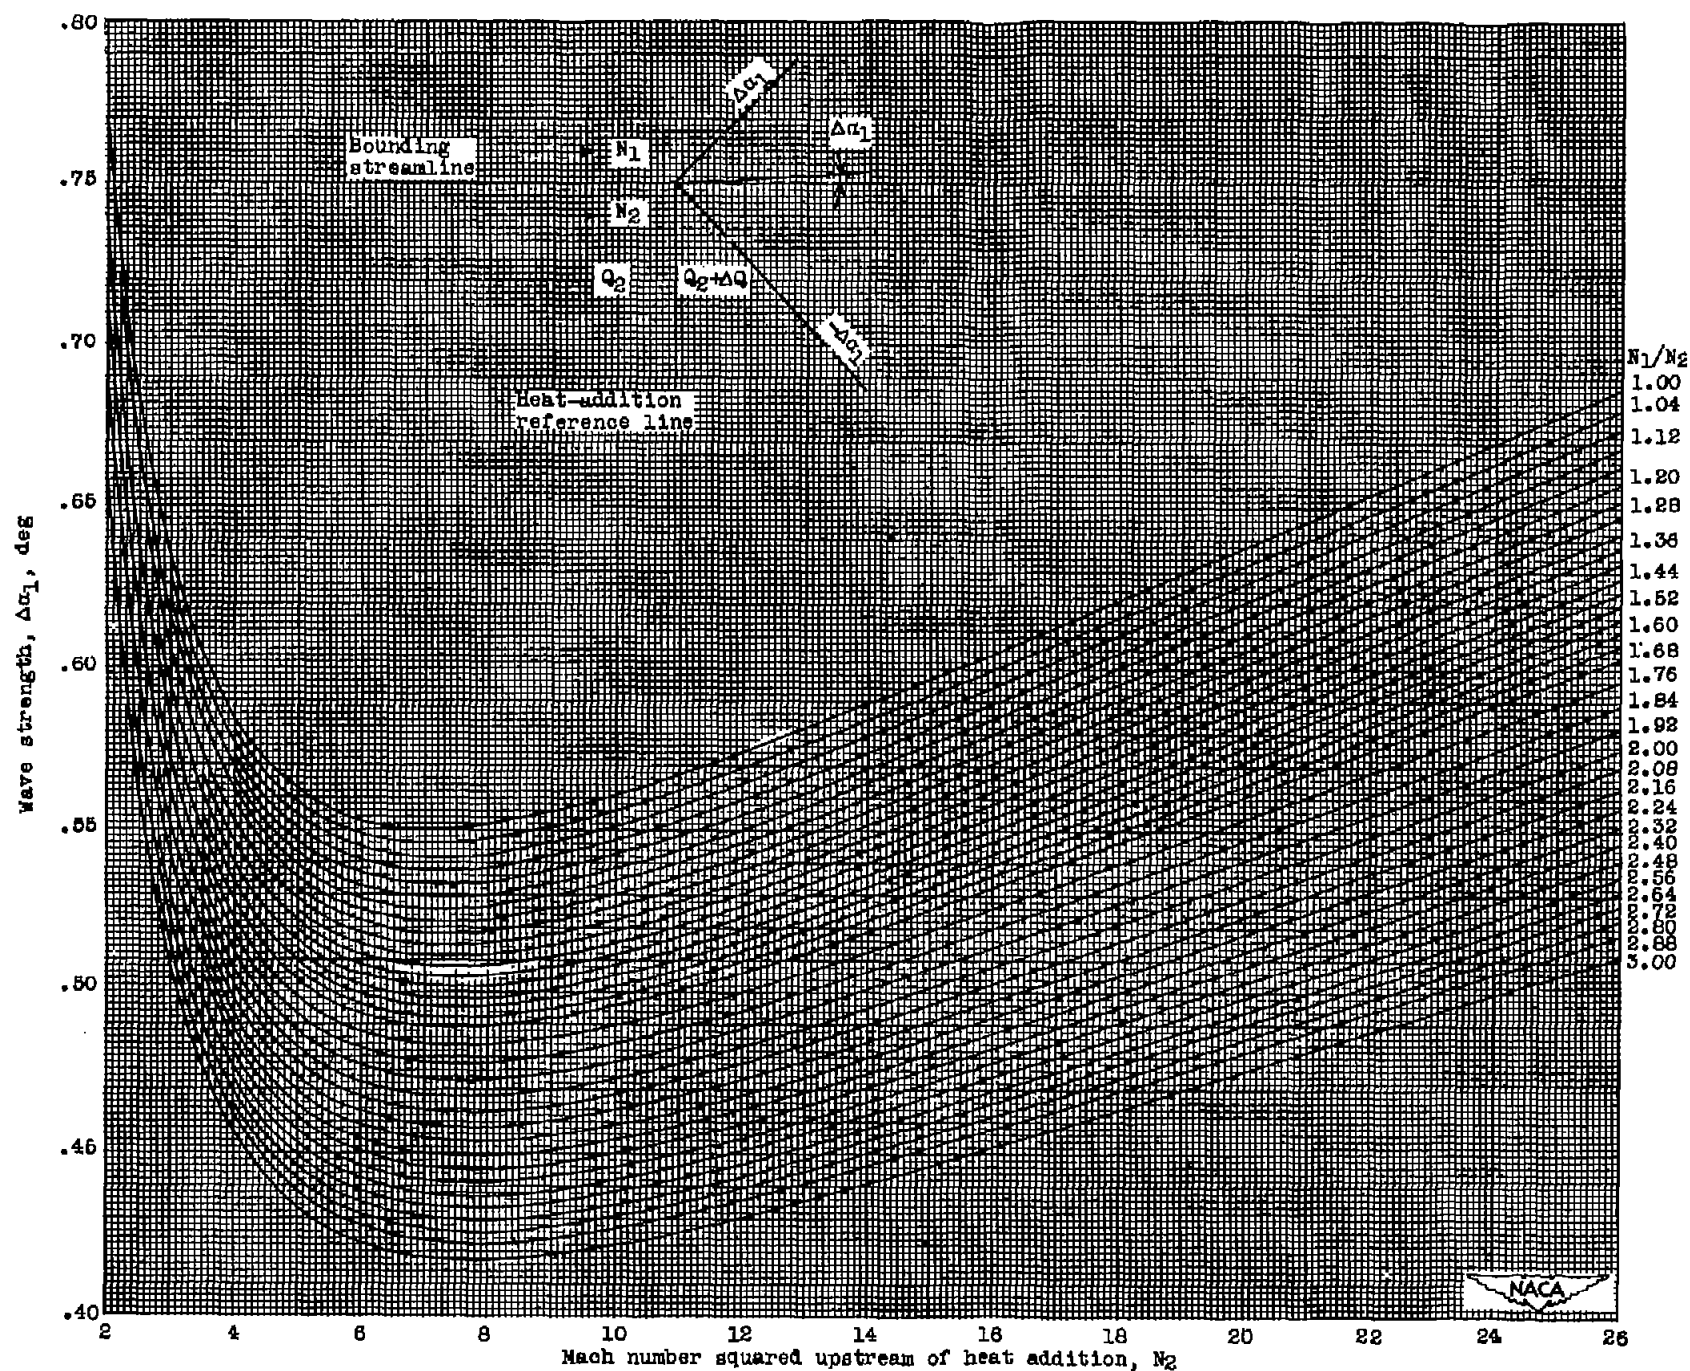 .80
.75
.70
.65
.60
.55
.50
.45
.40
Wave strength, Δα1, deg
Bounding
streamline
N1
N2
Q2
Q2+ΔQ
Δα1
Δα1
-Δα1
Heat-addition
reference line
N1/N2
1.00
1.04
1.12
1.20
1.28
1.36
1.44
1.52
1.60
1.68
1.76
1.84
1.92
2.00
2.08
2.16
2.24
2.32
2.40
2.48
2.56
2.64
2.72
2.80
2.88
3.00
NACA
2 4 6 8 10 12 14 16 18 20 22 24 26
Mach number squared upstream of heat addition, N2